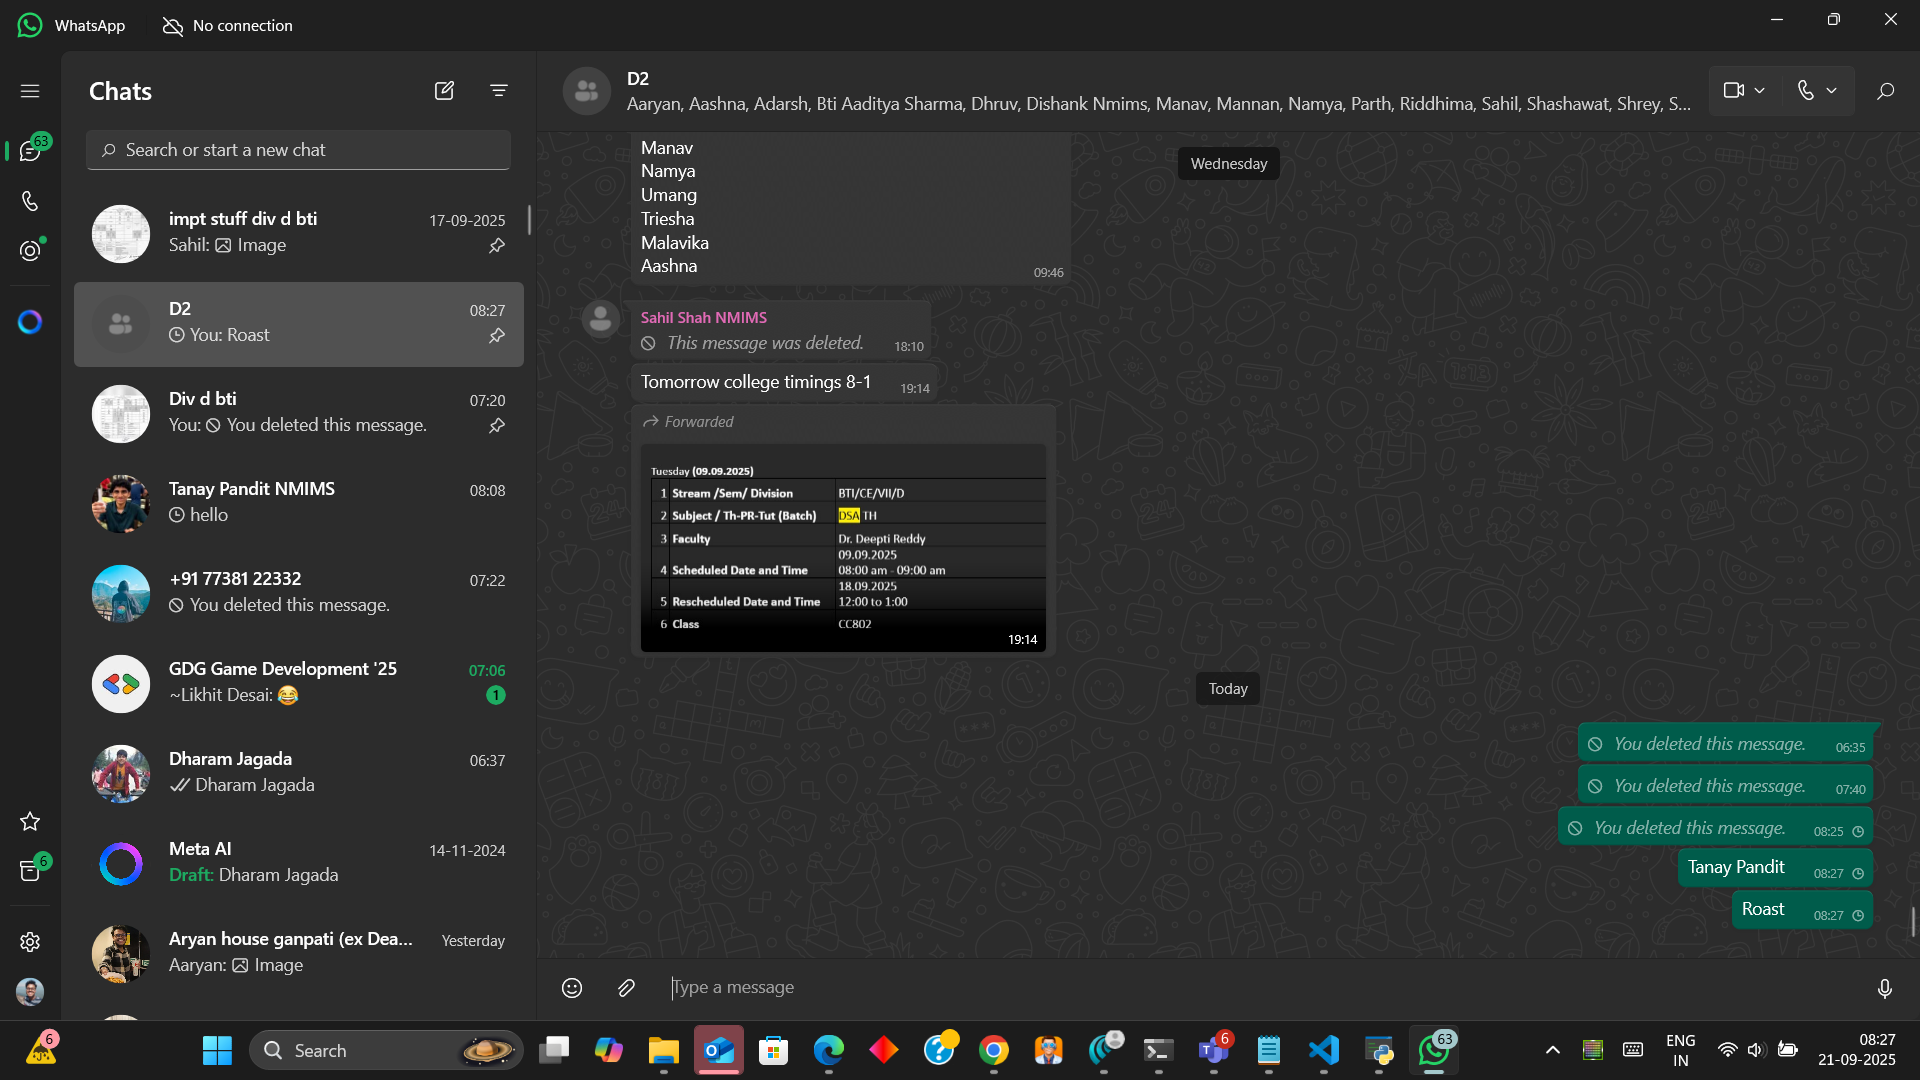 WhatsApp
No connection
Chats
63
Search or start a new chat
impt stuff div d bti
17-09-2025
Sahil: Image
D2
08:27
You: Roast
Div d bti
07:20
You: You deleted this message.
Tanay Pandit NMIMS
08:08
hello
+91 77381 22332
07:22
You deleted this message.
GDG Game Development '25
07:06
~Likhit Desai: 😂
1
Dharam Jagada
06:37
Dharam Jagada
Meta AI
14-11-2024
Draft: Dharam Jagada
6
Aryan house ganpati (ex Dea...
Yesterday
Aaryan: Image
D2
Aaryan, Aashna, Adarsh, Bti Aaditya Sharma, Dhruv, Dishank Nmims, Manav, Mannan, Namya, Parth, Riddhima, Sahil, Shashawat, Shrey, S...
Wednesday
Manav
Namya
Umang
Triesha
Malavika
Aashna
09:46
Sahil Shah NMIMS
This message was deleted.
18:10
Tomorrow college timings 8-1
19:14
Forwarded
Tuesday (09.09.2025)
1 Stream /Sem/ Division BTI/CE/VII/D
2 Subject / Th-PR-Tut (Batch) DSA TH
3 Faculty Dr. Deepti Reddy
09.09.2025
4 Scheduled Date and Time 08:00 am - 09:00 am
18.09.2025
5 Rescheduled Date and Time 12:00 to 1:00
6 Class CC802
19:14
Today
You deleted this message. 06:35
You deleted this message. 07:40
You deleted this message. 08:25
Tanay Pandit 08:27
Roast 08:27
Type a message
6
Search
6
63
ENG
IN
08:27
21-09-2025